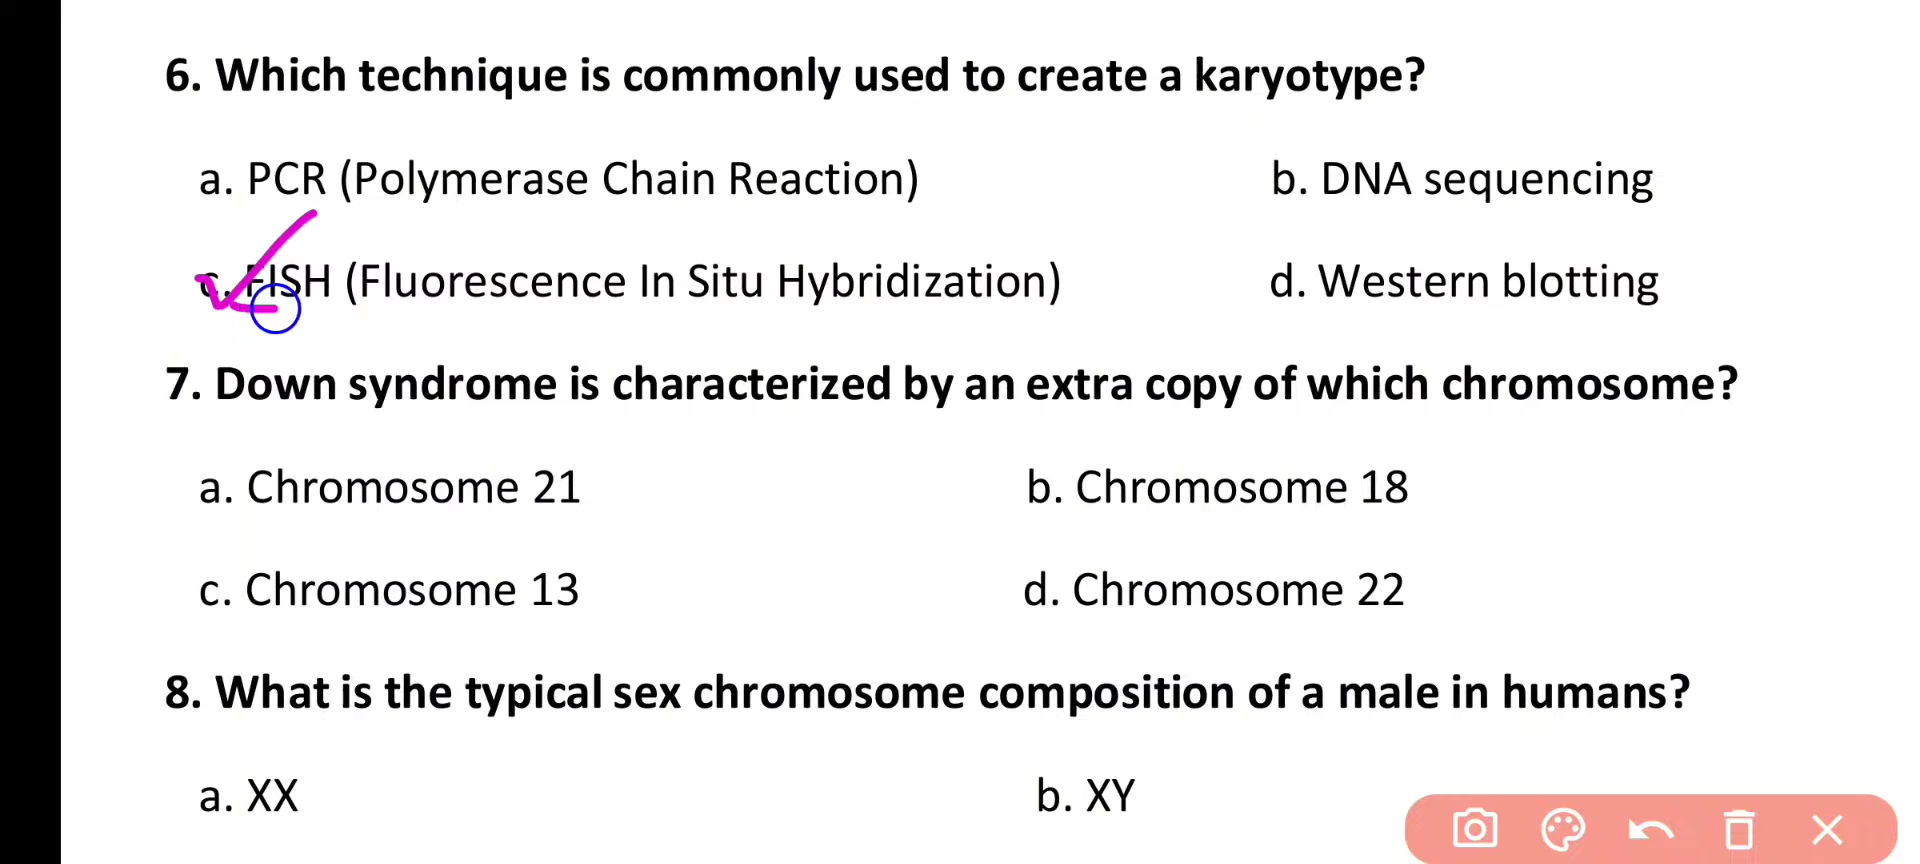 6. Which technique is commonly used to create a karyotype?
a. PCR (Polymerase Chain Reaction) b. DNA sequencing
c. FISH (Fluorescence In Situ Hybridization) d. Western blotting
7. Down syndrome is characterized by an extra copy of which chromosome?
a. Chromosome 21 b. Chromosome 18
c. Chromosome 13 d. Chromosome 22
8. What is the typical sex chromosome composition of a male in humans?
a. XX b. XY